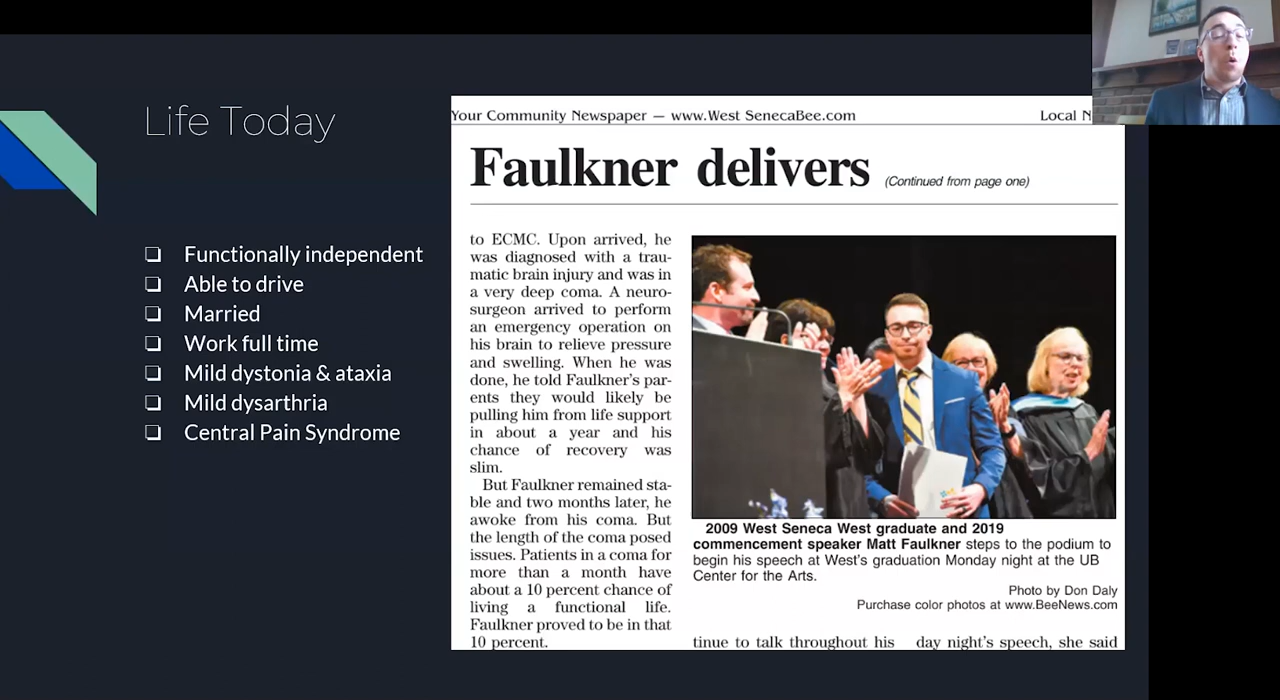 Life Today
Functionally independent
Able to drive
Married
Work full time
Mild dystonia & ataxia
Mild dysarthria
Central Pain Syndrome
Your Community Newspaper — www.West SenecaBee.com
Local N
Faulkner delivers (Continued from page one)
to ECMC. Upon arrived, he
was diagnosed with a trau-
matic brain injury and was in
a very deep coma. A neuro-
surgeon arrived to perform
an emergency operation on
his brain to relieve pressure
and swelling. When he was
done, he told Faulkner's par-
ents they would likely be
pulling him from life support
in about a year and his
chance of recovery was
slim.
But Faulkner remained sta-
ble and two months later, he
awoke from his coma. But
the length of the coma posed
issues. Patients in a coma for
more than a month have
about a 10 percent chance of
living a functional life.
Faulkner proved to be in that
10 percent.
2009 West Seneca West graduate and 2019
commencement speaker Matt Faulkner steps to the podium to
begin his speech at West's graduation Monday night at the UB
Center for the Arts.
Photo by Don Daly
Purchase color photos at www.BeeNews.com
tinue to talk throughout his
day night's speech, she said